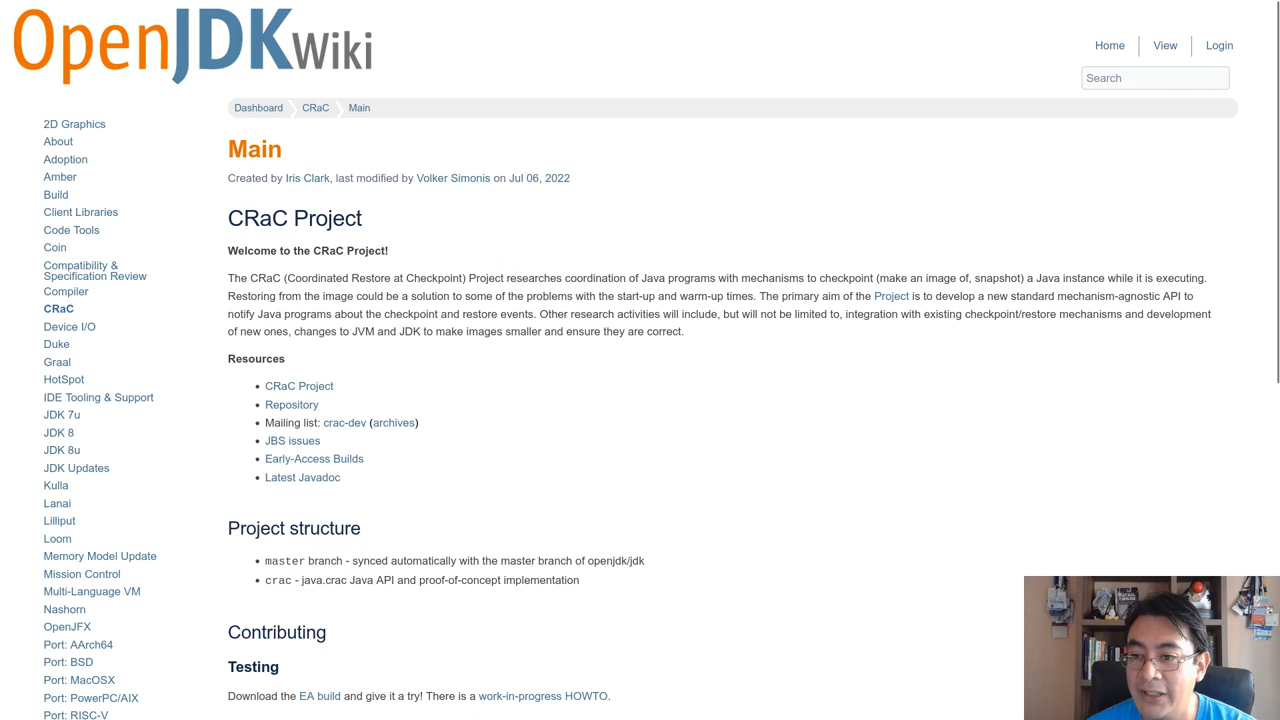 OpenJDK Wiki
Home
View
Login
Search
Dashboard
CRaC
Main
2D Graphics
About
Adoption
Amber
Build
Client Libraries
Code Tools
Coin
Compatibility &
Specification Review
Compiler
CRaC
Device I/O
Duke
Graal
HotSpot
IDE Tooling & Support
JDK 7u
JDK 8
JDK 8u
JDK Updates
Kulla
Lanai
Lilliput
Loom
Memory Model Update
Mission Control
Multi-Language VM
Nashorn
OpenJFX
Port: AArch64
Port: BSD
Port: MacOSX
Port: PowerPC/AIX
Port: RISC-V
Main
Created by Iris Clark, last modified by Volker Simonis on Jul 06, 2022
CRaC Project
Welcome to the CRaC Project!
The CRaC (Coordinated Restore at Checkpoint) Project researches coordination of Java programs with mechanisms to checkpoint (make an image of, snapshot) a Java instance while it is executing.
Restoring from the image could be a solution to some of the problems with the start-up and warm-up times. The primary aim of the Project is to develop a new standard mechanism-agnostic API to
notify Java programs about the checkpoint and restore events. Other research activities will include, but will not be limited to, integration with existing checkpoint/restore mechanisms and development
of new ones, changes to JVM and JDK to make images smaller and ensure they are correct.
Resources
• CRaC Project
• Repository
• Mailing list: crac-dev (archives)
• JBS issues
• Early-Access Builds
• Latest Javadoc
Project structure
• master branch - synced automatically with the master branch of openjdk/jdk
• crac - java.crac Java API and proof-of-concept implementation
Contributing
Testing
Download the EA build and give it a try! There is a work-in-progress HOWTO.